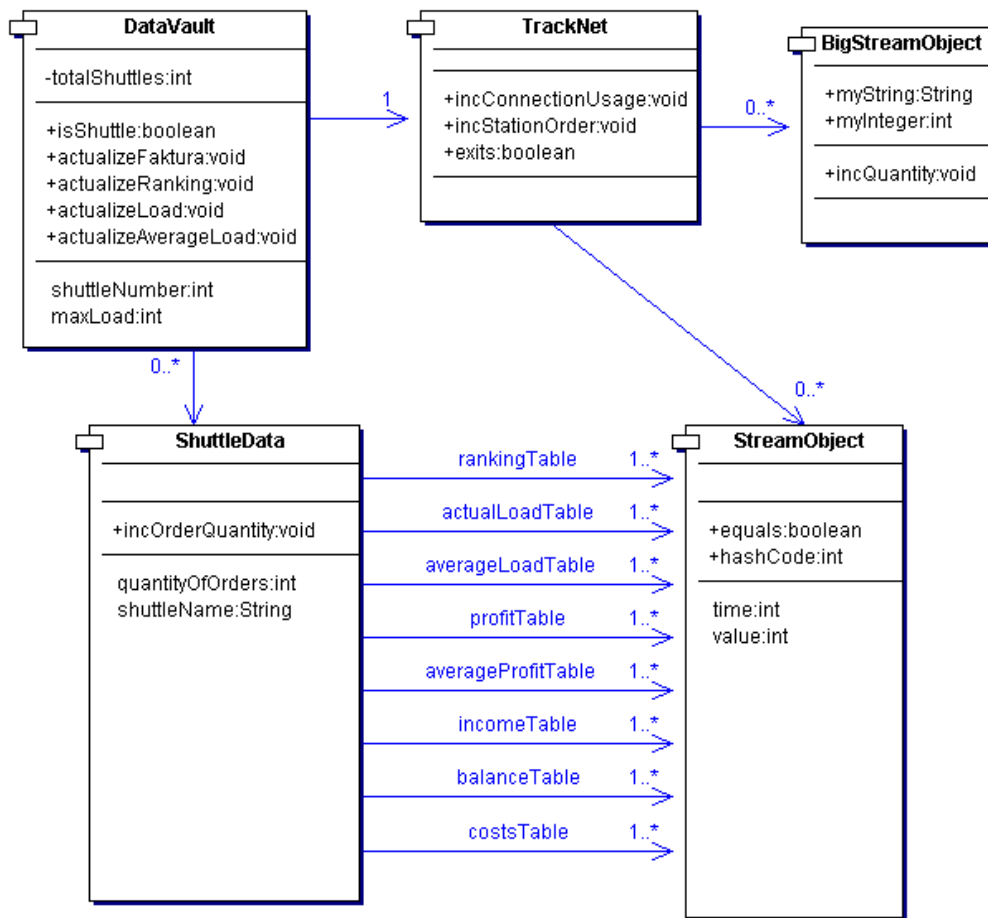 DataVault
-totalShuttles:int
+isShuttle:boolean
+actualizeFaktura:void
+actualizeRanking:void
+actualizeLoad:void
+actualizeAverageLoad:void
shuttleNumber:int
maxLoad:int
1
TrackNet
+incConnectionUsage:void
+incStationOrder:void
+exits:boolean
0..*
BigStreamObject
+myString:String
+myInteger:int
+incQuantity:void
0..*
0..*
ShuttleData
+incOrderQuantity:void
quantityOfOrders:int
shuttleName:String
rankingTable 1..*
actualLoadTable 1..*
averageLoadTable 1..*
profitTable 1..*
averageProfitTable 1..*
incomeTable 1..*
balanceTable 1..*
costsTable 1..*
StreamObject
+equals:boolean
+hashCode:int
time:int
value:int